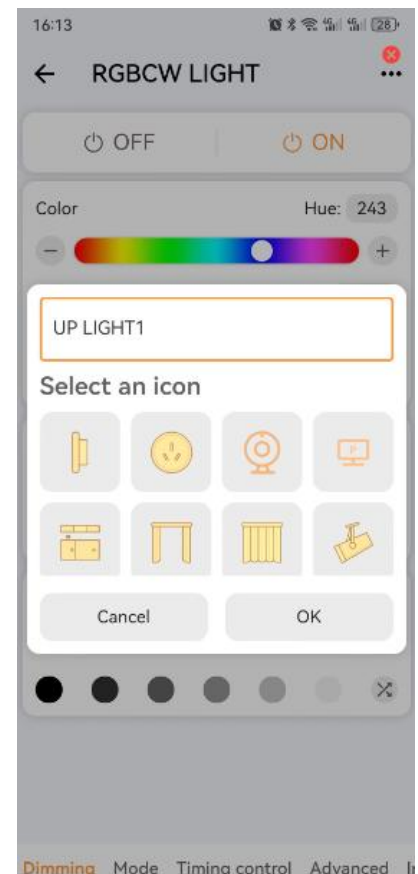 16:13
28
RGBCW LIGHT
OFF
ON
Color
Hue: 243
UP LIGHT1
Select an icon
P
Cancel
OK
Dimming Mode Timing control Advanced In